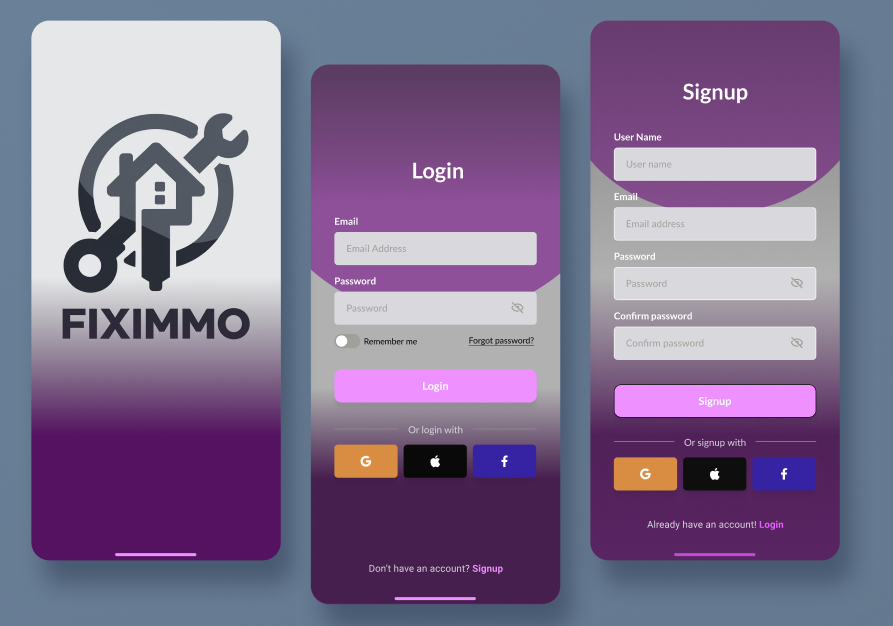 FIXIMMO
Login
Email
Email Address
Password
Password
Remember me Forgot password?
Login
Or login with
G f
Don't have an account? Signup
Signup
User Name
User name
Email
Email address
Password
Password
Confirm password
Confirm password
Signup
Or signup with
G f
Already have an account! Login